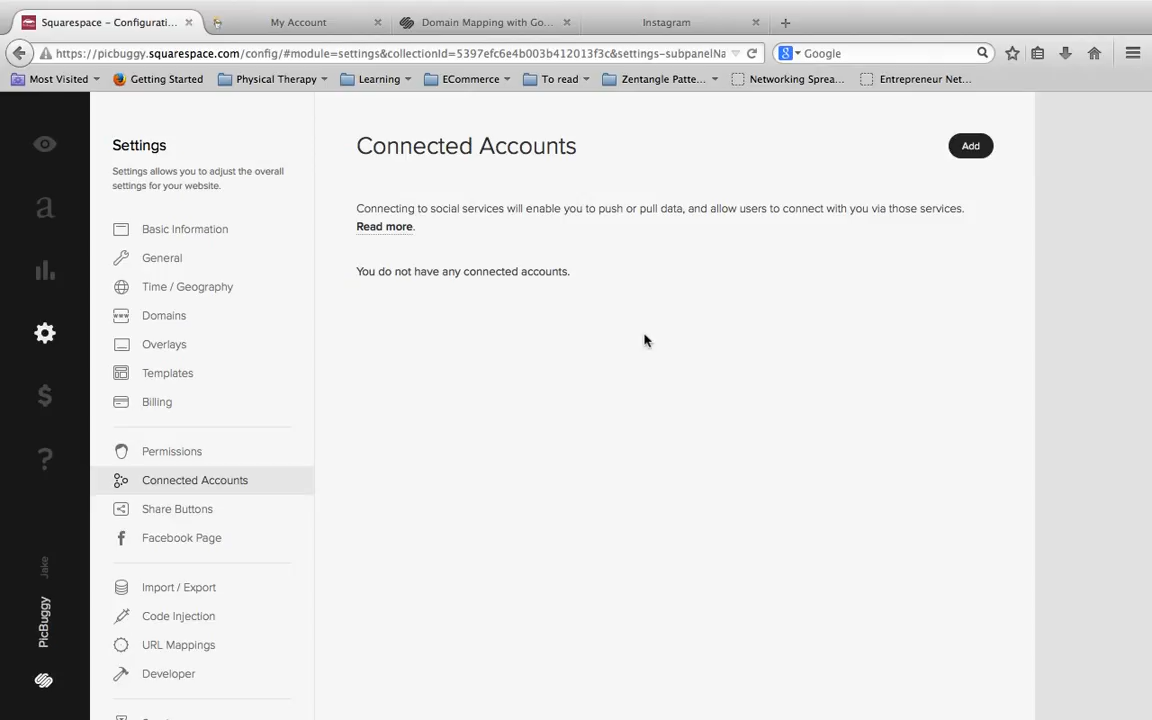 Squarespace – Configurati...
My Account
Domain Mapping with Go...
Instagram
https://picbuggy.squarespace.com/config/#module=settings&collectionId=5397efc6e4b003b412013f3c&settings-subpanelNa
Google
Most Visited
Getting Started
Physical Therapy
Learning
ECommerce
To read
Zentangle Patte...
Networking Sprea...
Entrepreneur Net...
Settings
Settings allows you to adjust the overall
settings for your website.
Basic Information
General
Time / Geography
Domains
Overlays
Templates
Billing
Permissions
Connected Accounts
Share Buttons
Facebook Page
Import / Export
Code Injection
URL Mappings
Developer
Connected Accounts
Add
Connecting to social services will enable you to push or pull data, and allow users to connect with you via those services.
Read more.
You do not have any connected accounts.
Jake
PicBuggy